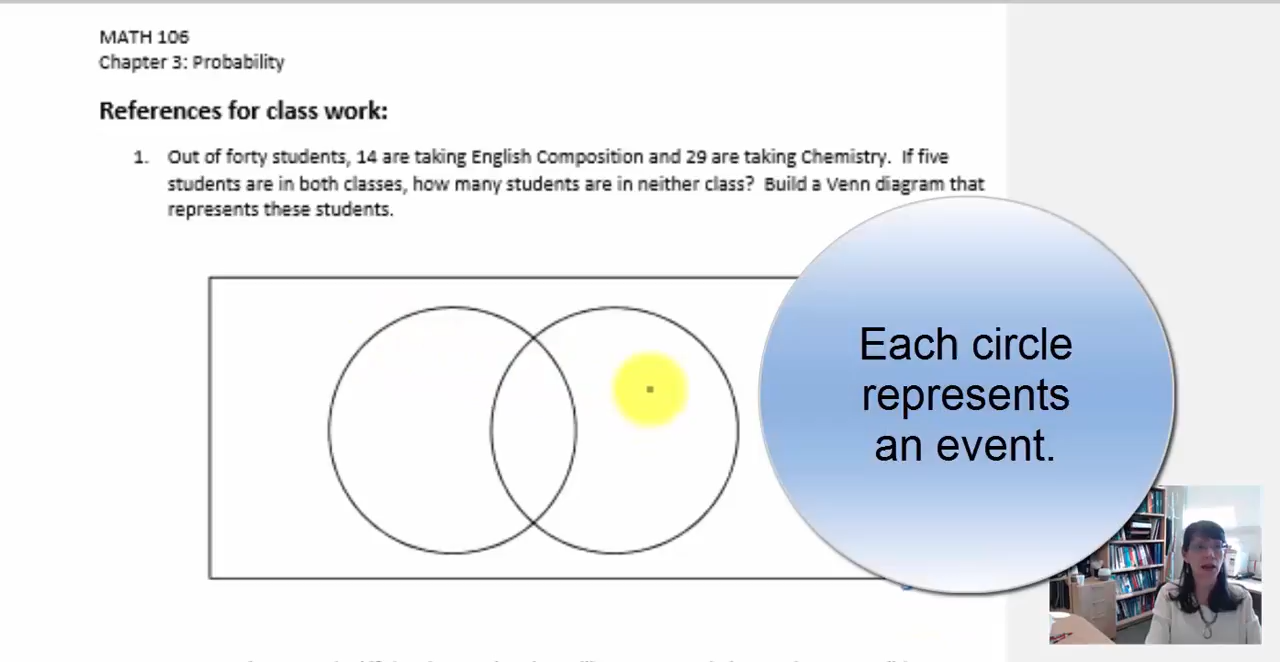 MATH 106
Chapter 3: Probability
References for class work:
1. Out of forty students, 14 are taking English Composition and 29 are taking Chemistry. If five
students are in both classes, how many students are in neither class? Build a Venn diagram that
represents these students.
Each circle
represents
an event.